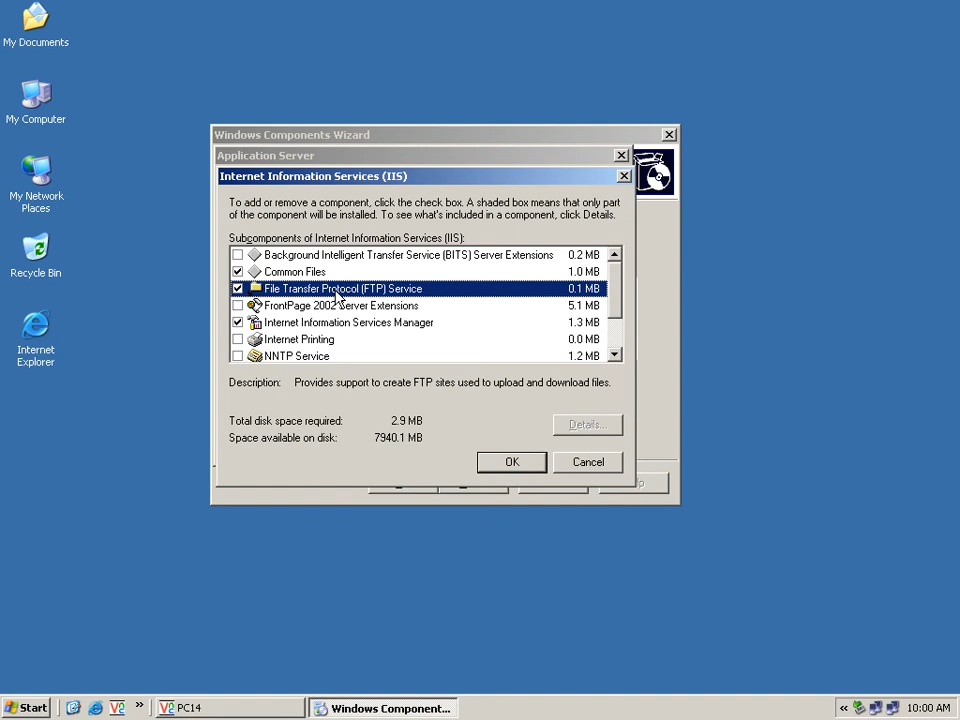 My Documents
My Computer
My Network
Places
Recycle Bin
Internet
Explorer
Windows Components Wizard
Application Server
Internet Information Services (IIS)
To add or remove a component, click the check box. A shaded box means that only part
of the component will be installed. To see what's included in a component, click Details.
Subcomponents of Internet Information Services (IIS):
Background Intelligent Transfer Service (BITS) Server Extensions 0.2 MB
Common Files 1.0 MB
File Transfer Protocol (FTP) Service 0.1 MB
FrontPage 2002 Server Extensions 5.1 MB
Internet Information Services Manager 1.3 MB
Internet Printing 0.0 MB
NNTP Service 1.2 MB
Description: Provides support to create FTP sites used to upload and download files.
Total disk space required: 2.9 MB
Space available on disk: 7940.1 MB
Details...
OK Cancel
Start V2 » V2 PC14 Windows Component... « 10:00 AM